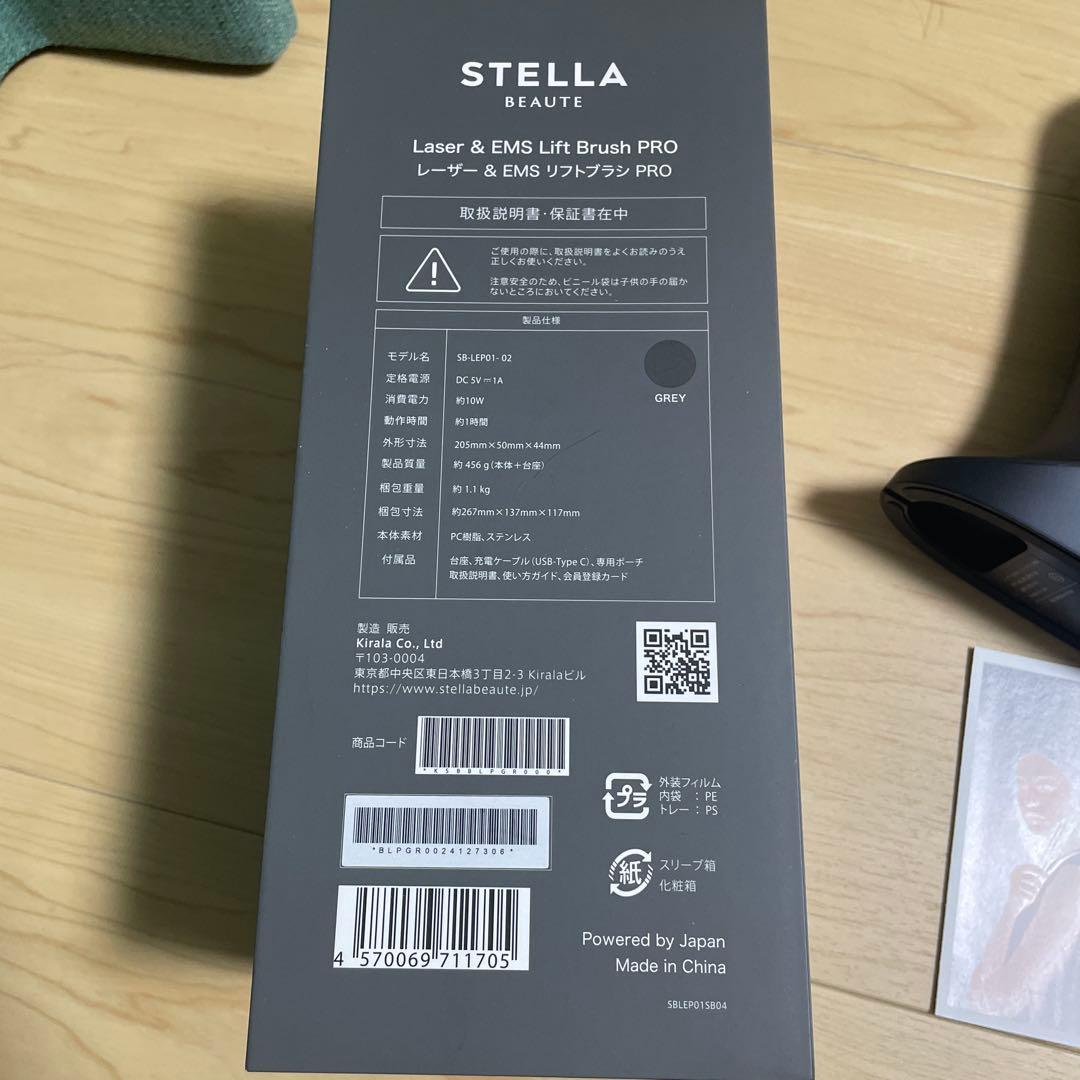 STELLA
BEAUTE
Laser & EMS Lift Brush PRO
レーザー & EMS リフトブラシ PRO
取扱説明書・保証書在中
ご使用の際に、取扱説明書をよくお読みのうえ
正しくお使いください。
注意安全のため、ビニール袋は子供の手の届か
ないところにおいてください。
製品仕様
モデル名 SB-LEP01- 02
定格電源 DC 5V⎓1A
消費電力 約10W
動作時間 約1時間
外形寸法 205mm×50mm×44mm
製品質量 約 456 g（本体＋台座）
梱包重量 約 1.1 kg
梱包寸法 約267mm×137mm×117mm
本体素材 PC樹脂、ステンレス
付属品 台座、充電ケーブル（USB-Type C）、専用ポーチ
取扱説明書、使い方ガイド、会員登録カード
GREY
製造 販売
Kirala Co., Ltd
〒103-0004
東京都中央区東日本橋3丁目2-3 Kiralaビル
https://www.stellabeaute.jp/
商品コード
*KSBBLPGR000*
*BLPGR0024127306*
4 570069 711705
プラ
外装フィルム
内袋 : PE
トレー : PS
紙
スリーブ箱
化粧箱
Powered by Japan
Made in China
SBLEP01SB04